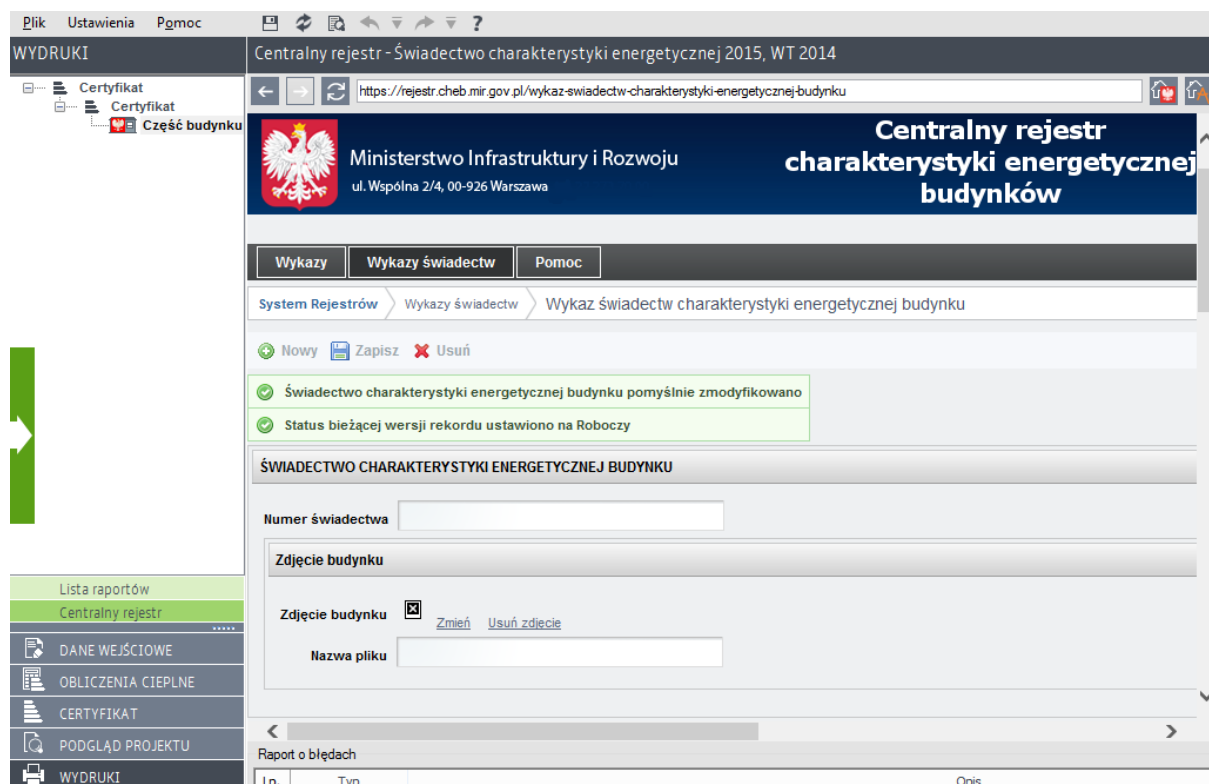 Plik Ustawienia Pomoc ?
WYDRUKI
Centralny rejestr - Świadectwo charakterystyki energetycznej 2015, WT 2014
Certyfikat
Certyfikat
Część budynku
https://rejestr.cheb.mir.gov.pl/wykaz-swiadectw-charakterystyki-energetycznej-budynku
Ministerstwo Infrastruktury i Rozwoju
ul. Wspólna 2/4, 00-926 Warszawa
Centralny rejestr
charakterystyki energetycznej
budynków
Wykazy Wykazy świadectw Pomoc
System Rejestrów Wykazy świadectw Wykaz świadectw charakterystyki energetycznej budynku
Nowy Zapisz Usuń
Świadectwo charakterystyki energetycznej budynku pomyślnie zmodyfikowano
Status bieżącej wersji rekordu ustawiono na Roboczy
ŚWIADECTWO CHARAKTERYSTYKI ENERGETYCZNEJ BUDYNKU
Numer świadectwa
Zdjęcie budynku
Zdjęcie budynku Zmień Usuń zdjecie
Nazwa pliku
Lista raportów
Centralny rejestr
DANE WEJŚCIOWE
OBLICZENIA CIEPLNE
CERTYFIKAT
PODGLĄD PROJEKTU
WYDRUKI
Raport o błędach
Lp. Typ Opis